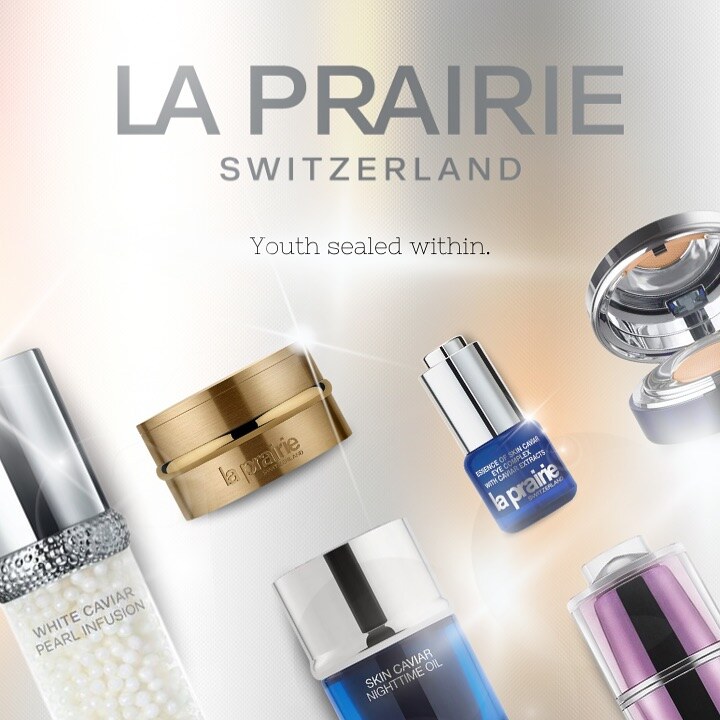 LA PRAIRIE
SWITZERLAND
Youth sealed within.
la prairie
SWITZERLAND
ESSENCE OF SKIN CAVIAR
EYE COMPLEX
WITH CAVIAR EXTRACTS
la prairie
SWITZERLAND
WHITE CAVIAR
PEARL INFUSION
SKIN CAVIAR
NIGHTTIME OIL